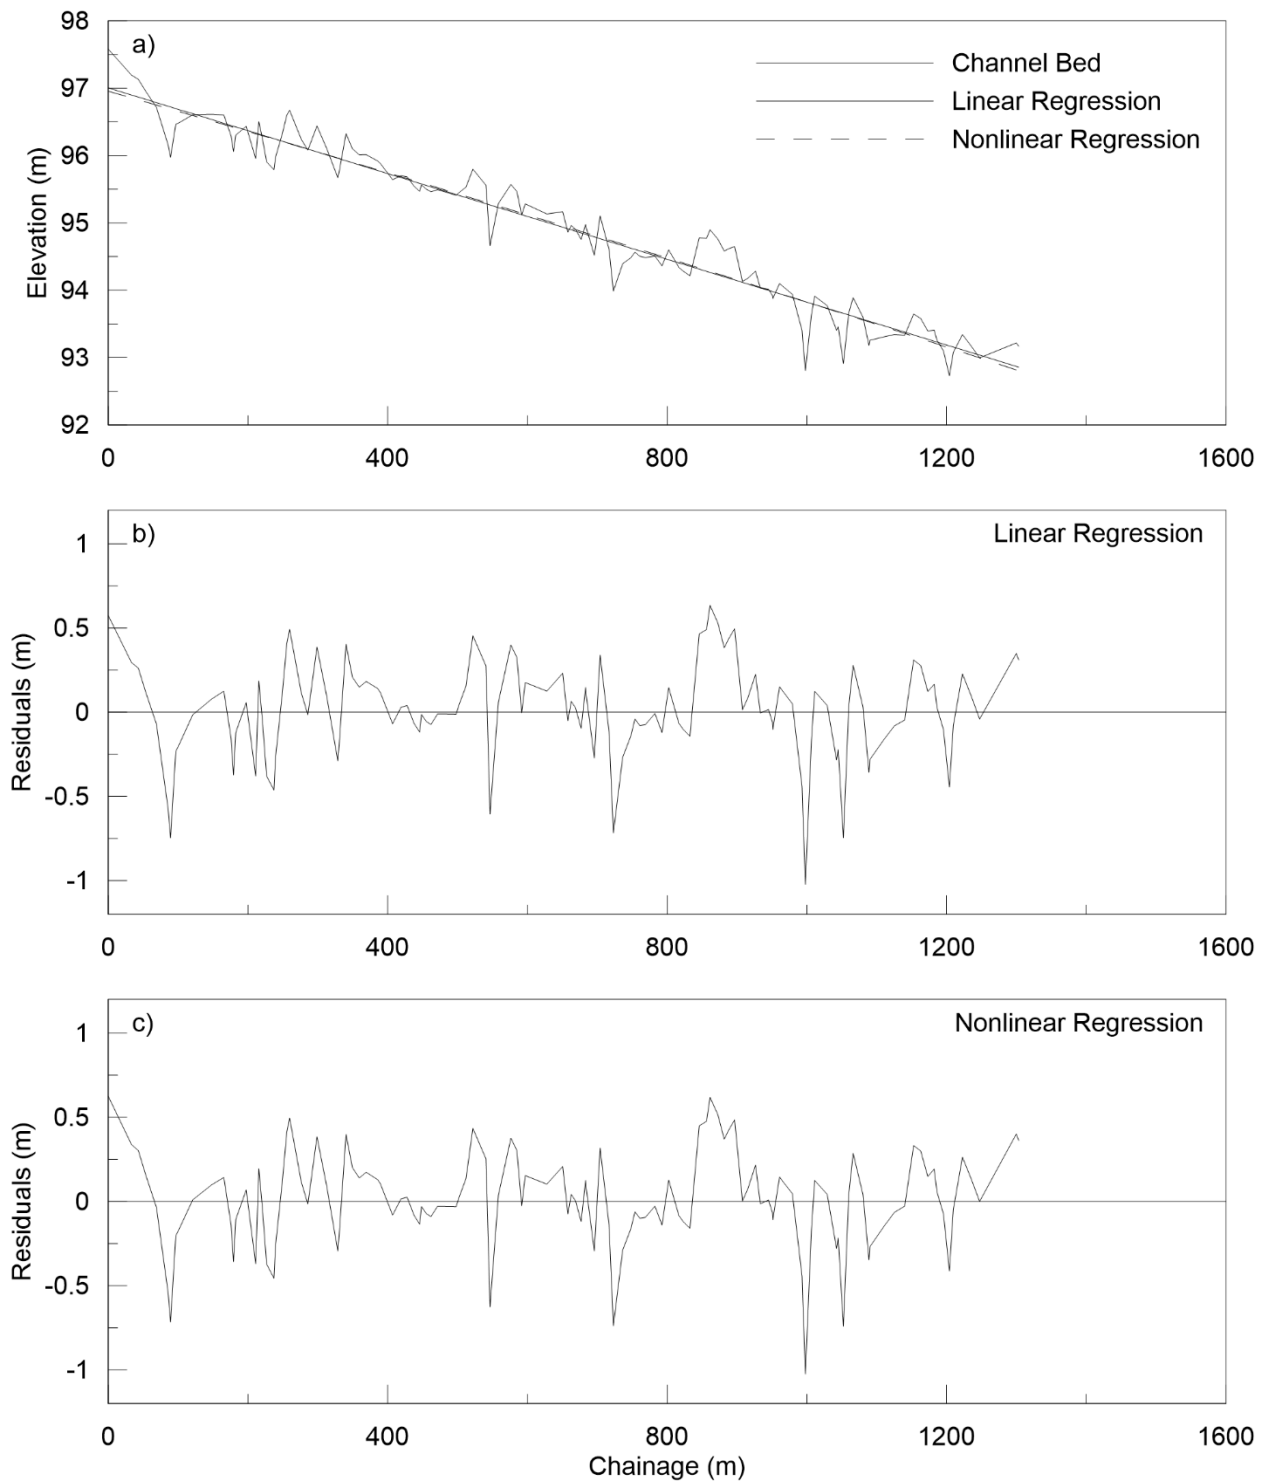 98
a)
Channel Bed
97
Linear Regression
Nonlinear Regression
96
Elevation (m)
95
94
93
92
0 400 800 1200 1600
b) Linear Regression
1
0.5
Residuals (m)
0
-0.5
-1
0 400 800 1200 1600
c) Nonlinear Regression
1
0.5
Residuals (m)
0
-0.5
-1
0 400 800 1200 1600
Chainage (m)